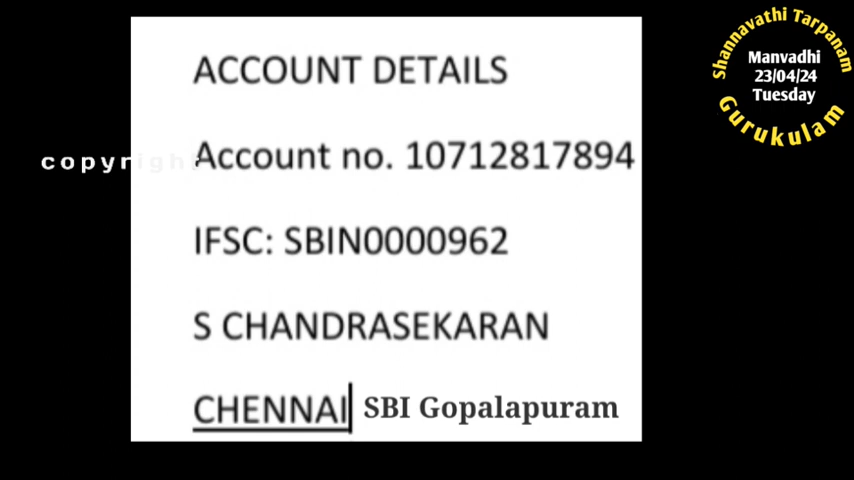 ACCOUNT DETAILS
Account no. 10712817894
IFSC: SBIN0000962
S CHANDRASEKARAN
CHENNAI SBI Gopalapuram
copyright
Shannavathi Tarpanam
Manvadhi
23/04/24
Tuesday
Gurukulam